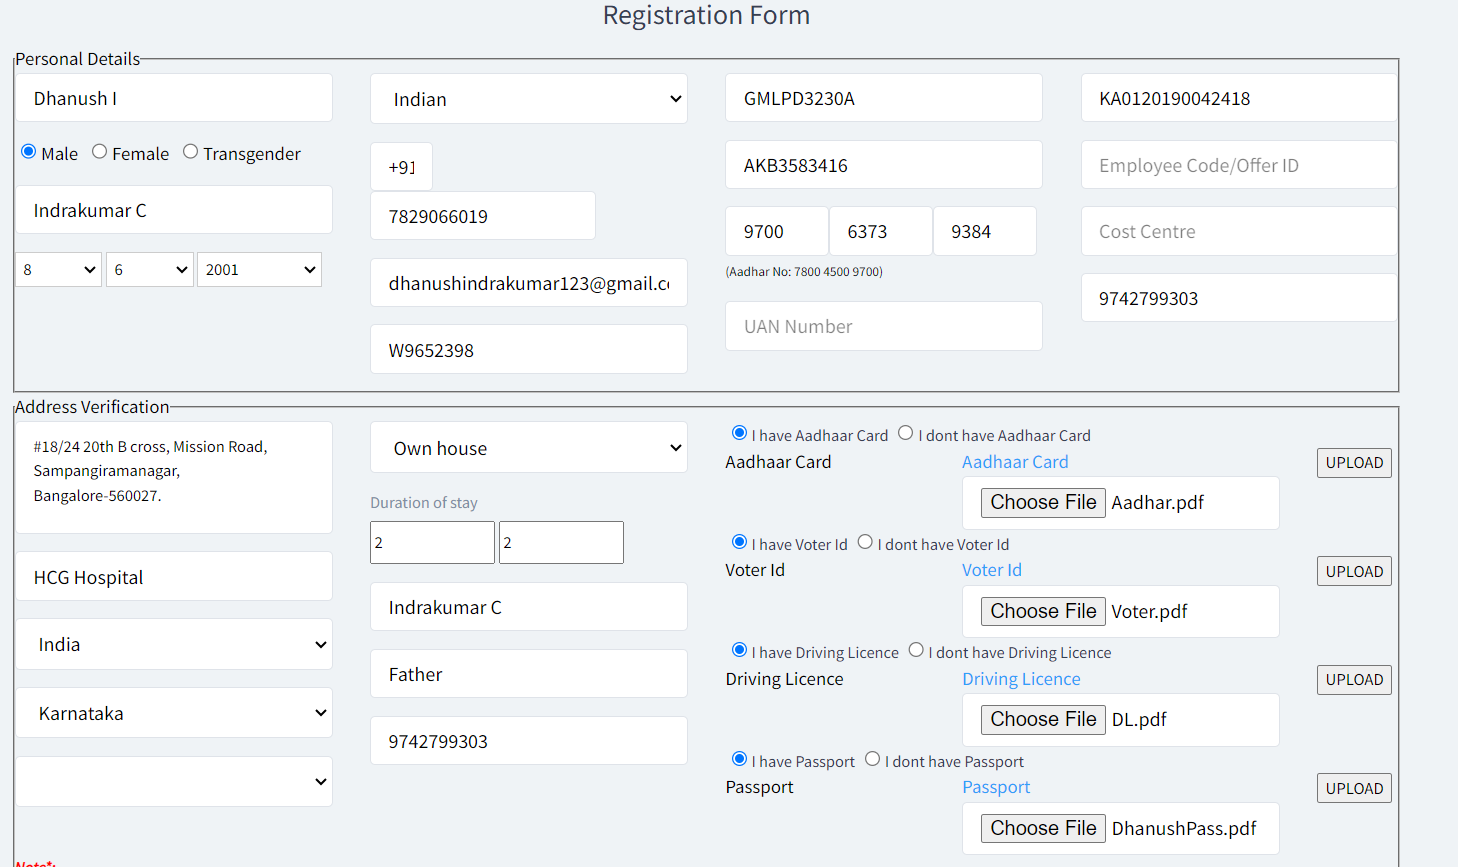 Registration Form
Personal Details
Dhanush I
Male Female Transgender
Indrakumar C
8 6 2001
Indian
+91
7829066019
dhanushindrakumar123@gmail.c
W9652398
GMLPD3230A
AKB3583416
9700 6373 9384
(Aadhar No: 7800 4500 9700)
UAN Number
KA0120190042418
Employee Code/Offer ID
Cost Centre
9742799303
Address Verification
#18/24 20th B cross, Mission Road,
Sampangiramanagar,
Bangalore-560027.
HCG Hospital
India
Karnataka
Own house
Duration of stay
2 2
Indrakumar C
Father
9742799303
I have Aadhaar Card I dont have Aadhaar Card
Aadhaar Card Aadhaar Card UPLOAD
Choose File Aadhar.pdf
I have Voter Id I dont have Voter Id
Voter Id Voter Id UPLOAD
Choose File Voter.pdf
I have Driving Licence I dont have Driving Licence
Driving Licence Driving Licence UPLOAD
Choose File DL.pdf
I have Passport I dont have Passport
Passport Passport UPLOAD
Choose File DhanushPass.pdf
Note*: